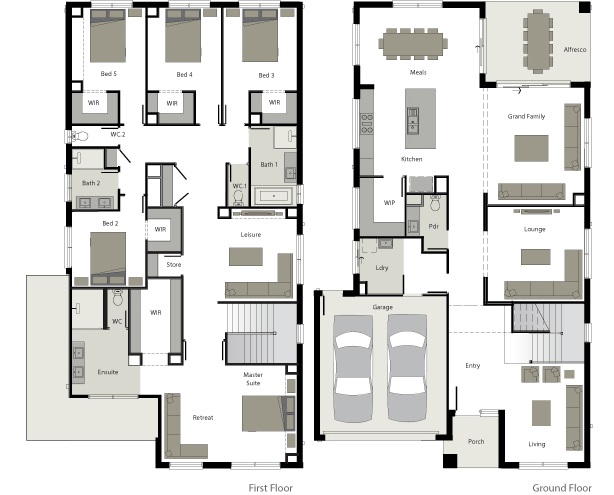 Bed 5
Bed 4
Bed 3
WIR
WIR
WIR
WC.2
Bath 1
Bath 2
WC.1
Bed 2
WIR
Leisure
Store
WIR
WC
Ensuite
Master
Suite
Retreat
First Floor
Meals
Alfresco
Grand Family
Kitchen
WIP
Pdr
Lounge
Ldry
Garage
Entry
Porch
Living
Ground Floor